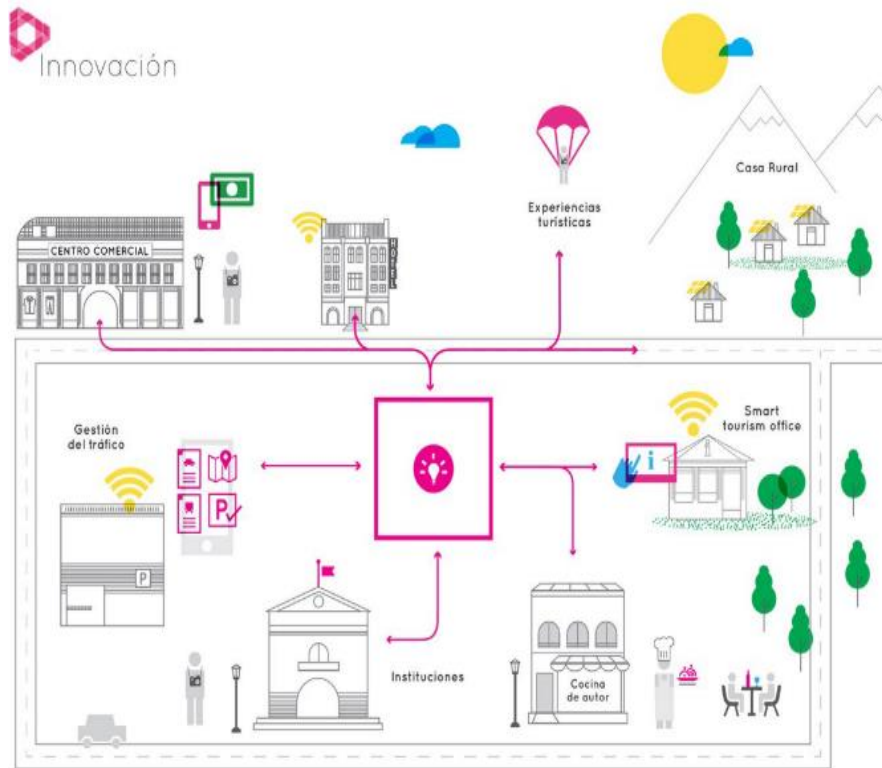 Innovación
Casa Rural
Experiencias
turísticas
CENTRO COMERCIAL
HOTEL
Gestión
del tráfico
Smart
tourism office
i
P
P
Instituciones
Cocina
de autor